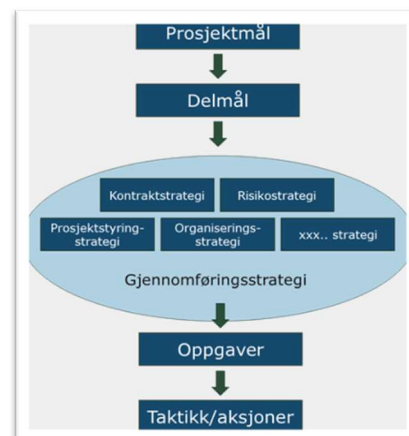 Prosjektmål
Delmål
Kontraktstrategi
Risikostrategi
Prosjektstyring-
strategi
Organiserings-
strategi
xxx.. strategi
Gjennomføringsstrategi
Oppgaver
Taktikk/aksjoner